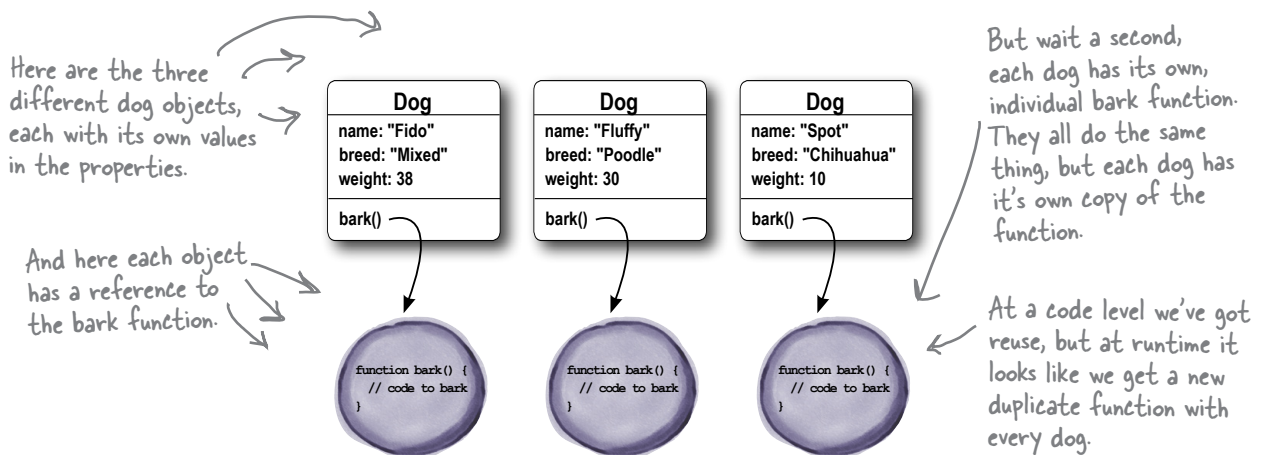 Here are the three
different dog objects,
each with its own values
in the properties.
Dog
name: "Fido"
breed: "Mixed"
weight: 38
bark()
Dog
name: "Fluffy"
breed: "Poodle"
weight: 30
bark()
Dog
name: "Spot"
breed: "Chihuahua"
weight: 10
bark()
But wait a second,
each dog has its own,
individual bark function.
They all do the same
thing, but each dog has
it's own copy of the
function.
And here each object
has a reference to
the bark function.
function bark() {
// code to bark
}
function bark() {
// code to bark
}
function bark() {
// code to bark
}
At a code level we've got
reuse, but at runtime it
looks like we get a new
duplicate function with
every dog.